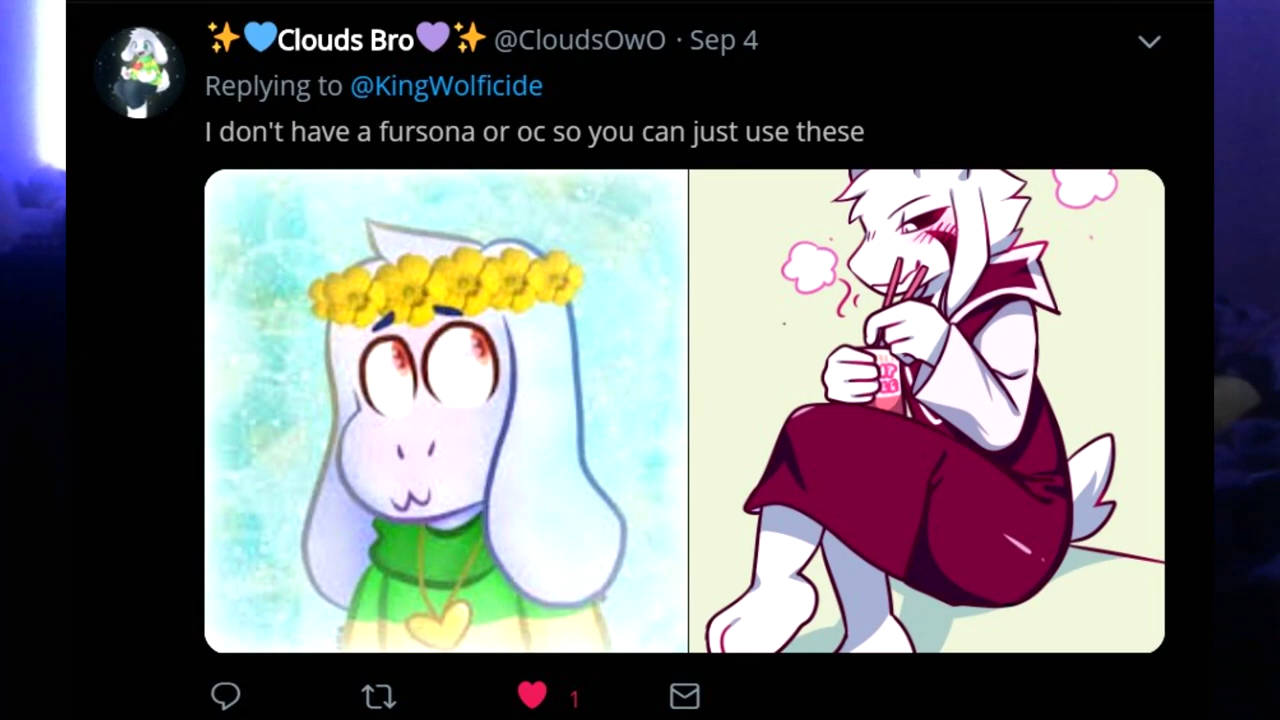 ✨💙Clouds Bro💜✨ @CloudsOwO · Sep 4
Replying to @KingWolficide
I don't have a fursona or oc so you can just use these
1